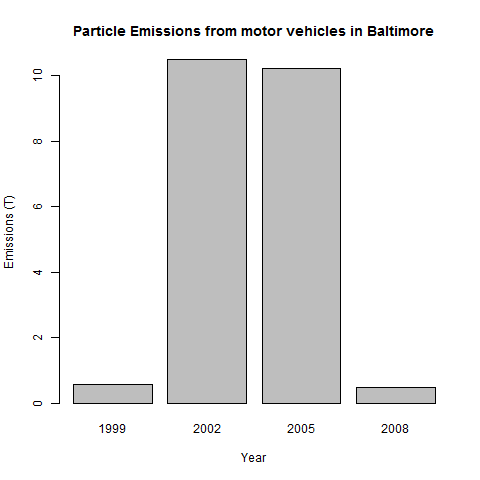 Particle Emissions from motor vehicles in Baltimore
10
8
6
4
2
0
Emissions (T)
1999 2002 2005 2008
Year